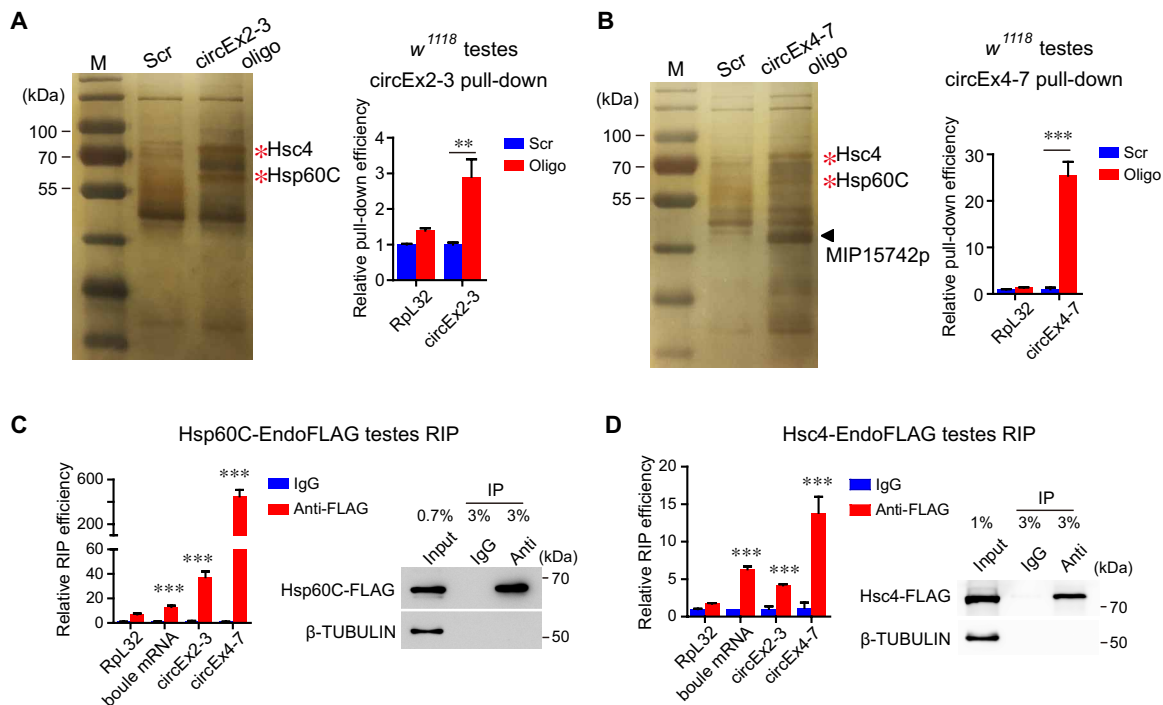 A
M
Scr
circEx2-3
oligo
(kDa)
100
70
55
*Hsc4
*Hsp60C
w1118 testes
circEx2-3 pull-down
Relative pull-down efficiency
4
3
2
1
0
**
Scr
Oligo
RpL32
circEx2-3
B
M
Scr
circEx4-7
oligo
(kDa)
100
70
55
*Hsc4
*Hsp60C
MIP15742p
w1118 testes
circEx4-7 pull-down
Relative pull-down efficiency
30
20
10
0
***
Scr
Oligo
RpL32
circEx4-7
C
Hsp60C-EndoFLAG testes RIP
Relative RIP efficiency
600
400
200
60
40
20
0
***
***
***
IgG
Anti-FLAG
RpL32
boule mRNA
circEx2-3
circEx4-7
IP
0.7% 3% 3%
Input IgG Anti (kDa)
Hsp60C-FLAG
-70
β-TUBULIN
-50
D
Hsc4-EndoFLAG testes RIP
Relative RIP efficiency
20
15
10
5
0
***
***
***
IgG
Anti-FLAG
RpL32
boule mRNA
circEx2-3
circEx4-7
IP
1% 3% 3%
Input IgG Anti (kDa)
Hsc4-FLAG
-70
β-TUBULIN
-50